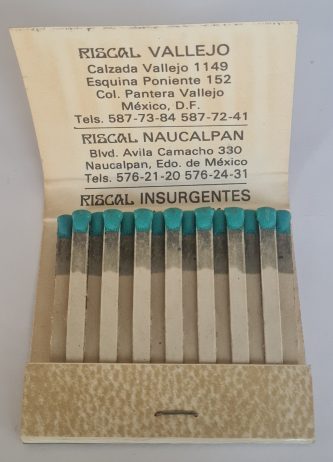 RISCAL VALLEJO
Calzada Vallejo 1149
Esquina Poniente 152
Col. Pantera Vallejo
México, D.F.
Tels. 587-73-84 587-72-41
RISCAL NAUCALPAN
Blvd. Avila Camacho 330
Naucalpan, Edo. de México
Tels. 576-21-20 576-24-31
RISCAL INSURGENTES